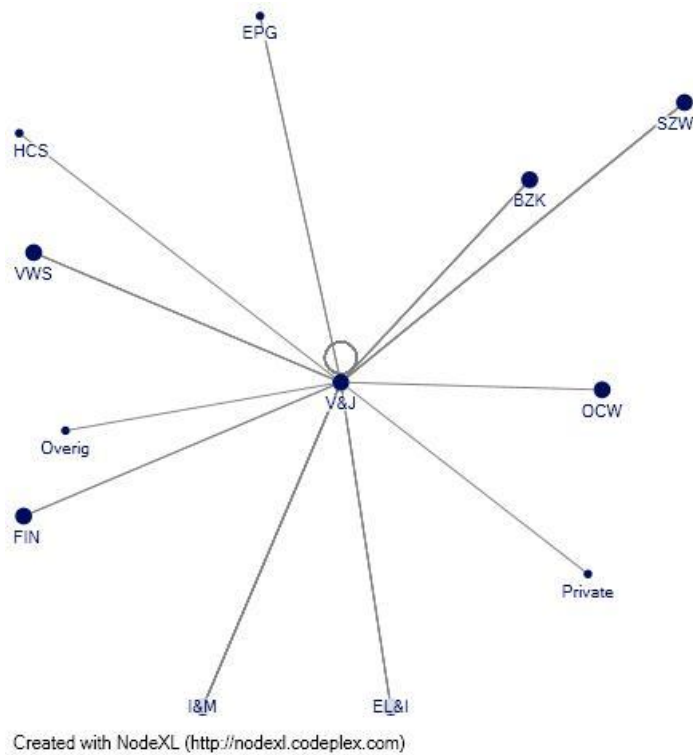 EPG
SZW
HCS
BZK
VWS
V&J
OCW
Overig
FIN
Private
I&M
EL&I
Created with NodeXL (http://nodexl.codeplex.com)